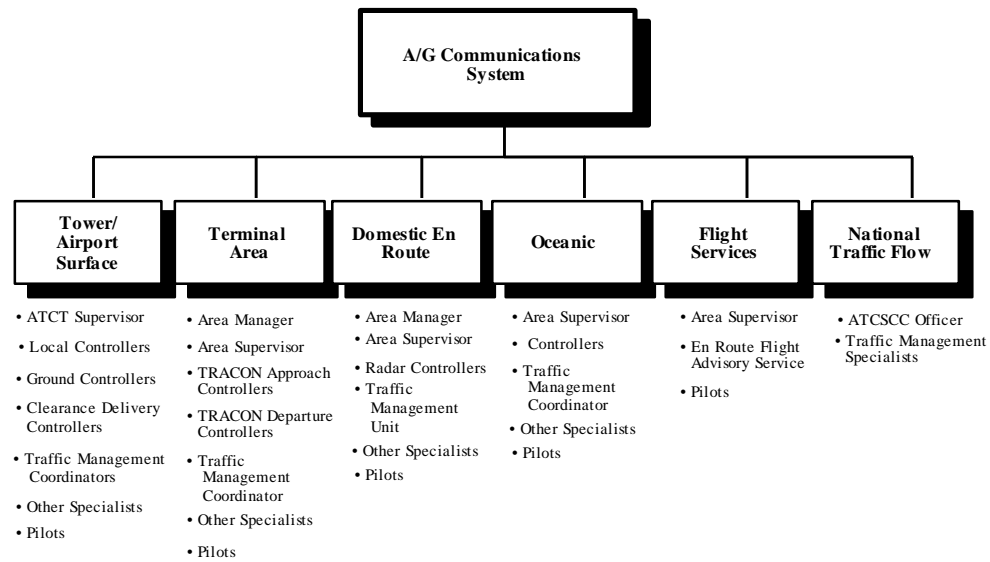 A/G Communications
System
Tower/
Airport
Surface
Terminal
Area
Domestic En
Route
Oceanic
Flight
Services
National
Traffic Flow
• ATCT Supervisor
• Local Controllers
• Ground Controllers
• Clearance Delivery
Controllers
• Traffic Management
Coordinators
• Other Specialists
• Pilots
• Area Manager
• Area Supervisor
• TRACON Approach
Controllers
• TRACON Departure
Controllers
• Traffic
Management
Coordinator
• Other Specialists
• Pilots
• Area Manager
• Area Supervisor
• Radar Controllers
• Traffic
Management
Unit
• Other Specialists
• Pilots
• Area Supervisor
• Controllers
• Traffic
Management
Coordinator
• Other Specialists
• Pilots
• Area Supervisor
• En Route Flight
Advisory Service
• Pilots
• ATCSCC Officer
• Traffic Management
Specialists